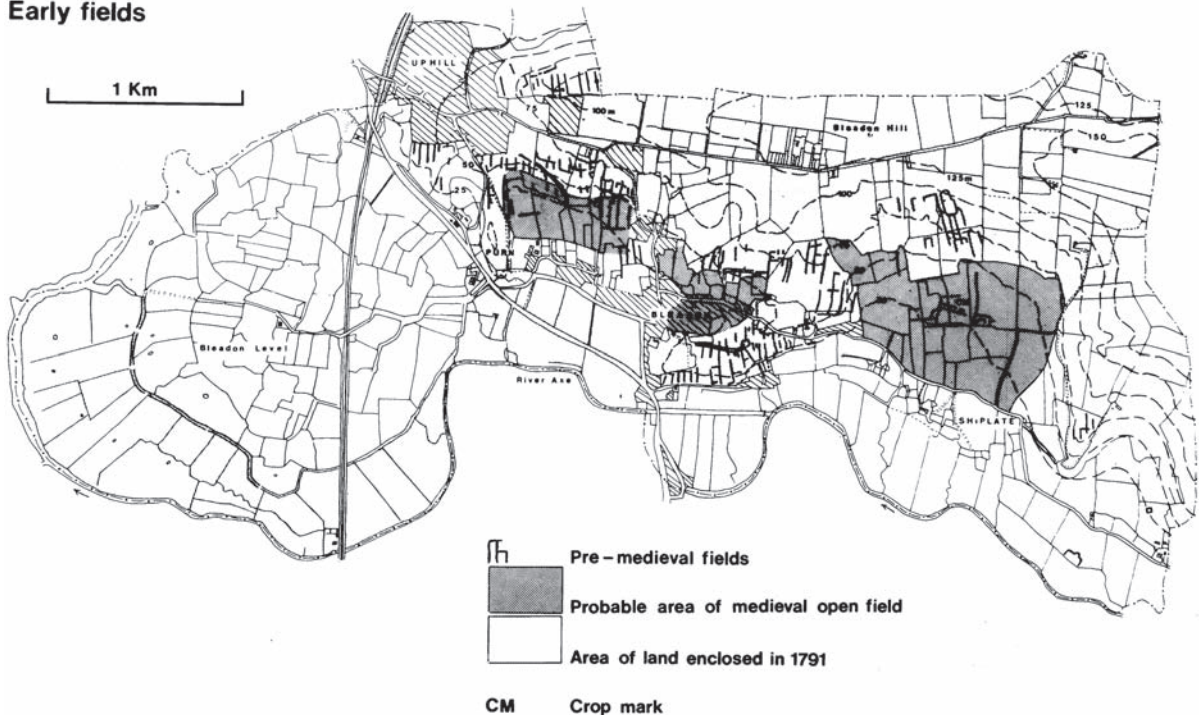 Early fields
1 Km
UPHILL
75
100m
Bleadon Hill
125
150
50
25
125m
100
PURN
BLEADON
Bleadon Level
River Axe
SHIPLATE
Pre-medieval fields
Probable area of medieval open field
Area of land enclosed in 1791
CM Crop mark